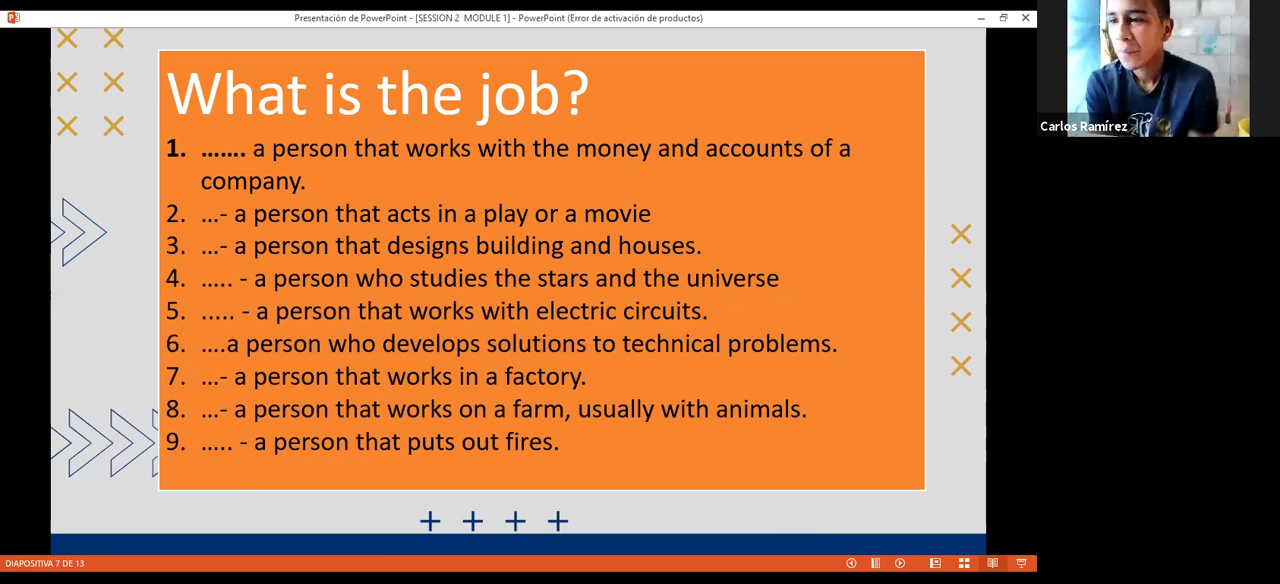 Presentación de PowerPoint - [SESSION 2 MODULE 1] - PowerPoint (Error de activación de productos)
What is the job?
1. ....... a person that works with the money and accounts of a
company.
2. ...- a person that acts in a play or a movie
3. ...- a person that designs building and houses.
4. ..... - a person who studies the stars and the universe
5. ..... - a person that works with electric circuits.
6. ....a person who develops solutions to technical problems.
7. ...- a person that works in a factory.
8. ...- a person that works on a farm, usually with animals.
9. ..... - a person that puts out fires.
Carlos Ramírez
DIAPOSITIVA 7 DE 13